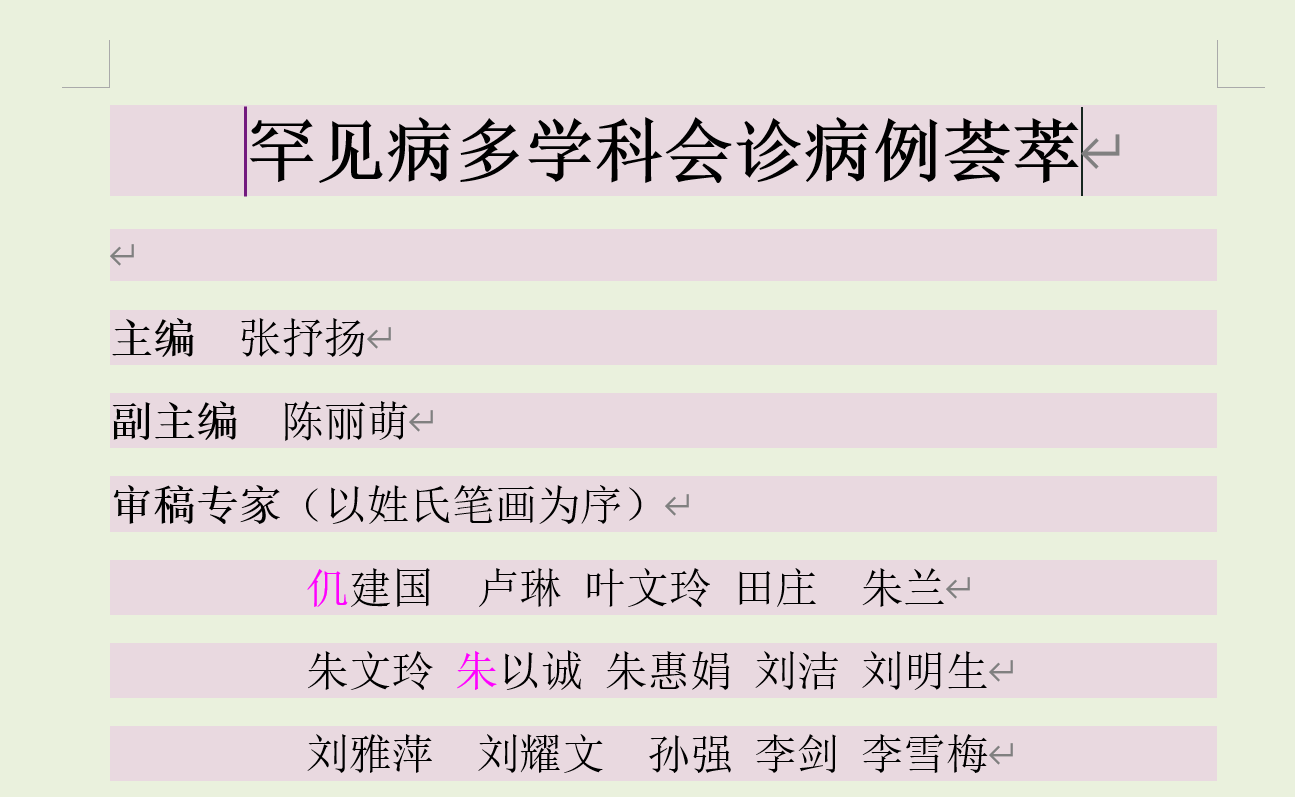 罕见病多学科会诊病例荟萃
主编　张抒扬
副主编　陈丽萌
审稿专家（以姓氏笔画为序）
仉建国　卢琳 叶文玲 田庄　朱兰
朱文玲 朱以诚 朱惠娟 刘洁 刘明生
刘雅萍　刘耀文　孙强 李剑 李雪梅